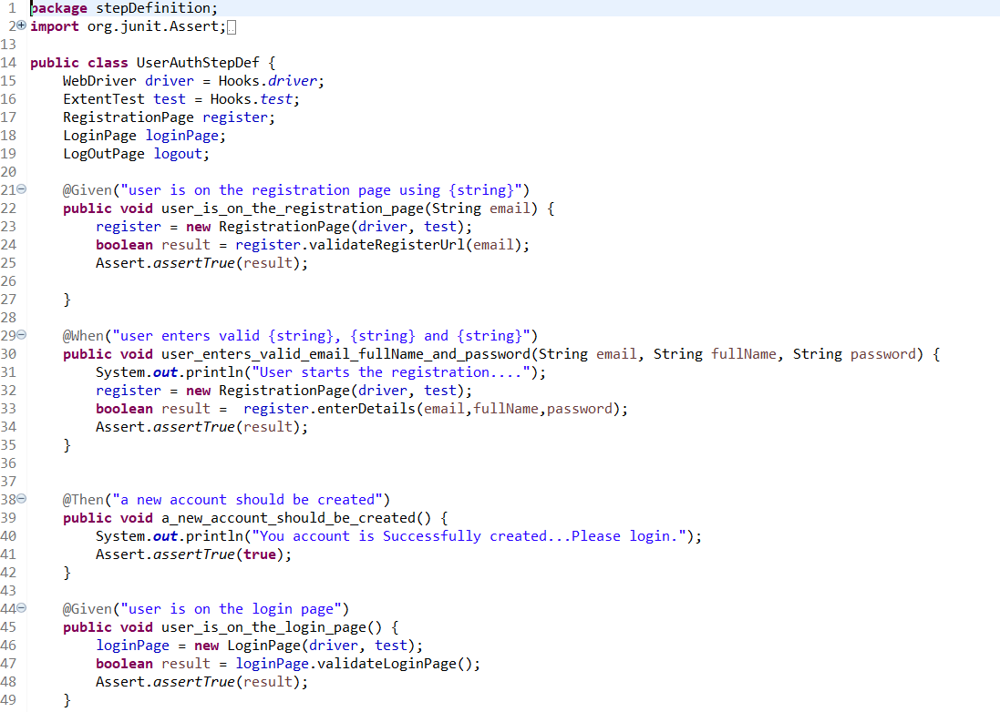 1 package stepDefinition;
2 import org.junit.Assert;
13
14 public class UserAuthStepDef {
15     WebDriver driver = Hooks.driver;
16     ExtentTest test = Hooks.test;
17     RegistrationPage register;
18     LoginPage loginPage;
19     LogOutPage logout;
20
21     @Given("user is on the registration page using {string}")
22     public void user_is_on_the_registration_page(String email) {
23         register = new RegistrationPage(driver, test);
24         boolean result = register.validateRegisterUrl(email);
25         Assert.assertTrue(result);
26
27     }
28
29     @When("user enters valid {string}, {string} and {string}")
30     public void user_enters_valid_email_fullName_and_password(String email, String fullName, String password) {
31         System.out.println("User starts the registration....");
32         register = new RegistrationPage(driver, test);
33         boolean result =  register.enterDetails(email,fullName,password);
34         Assert.assertTrue(result);
35     }
36
37
38     @Then("a new account should be created")
39     public void a_new_account_should_be_created() {
40         System.out.println("You account is Successfully created...Please login.");
41         Assert.assertTrue(true);
42     }
43
44     @Given("user is on the login page")
45     public void user_is_on_the_login_page() {
46         loginPage = new LoginPage(driver, test);
47         boolean result = loginPage.validateLoginPage();
48         Assert.assertTrue(result);
49     }